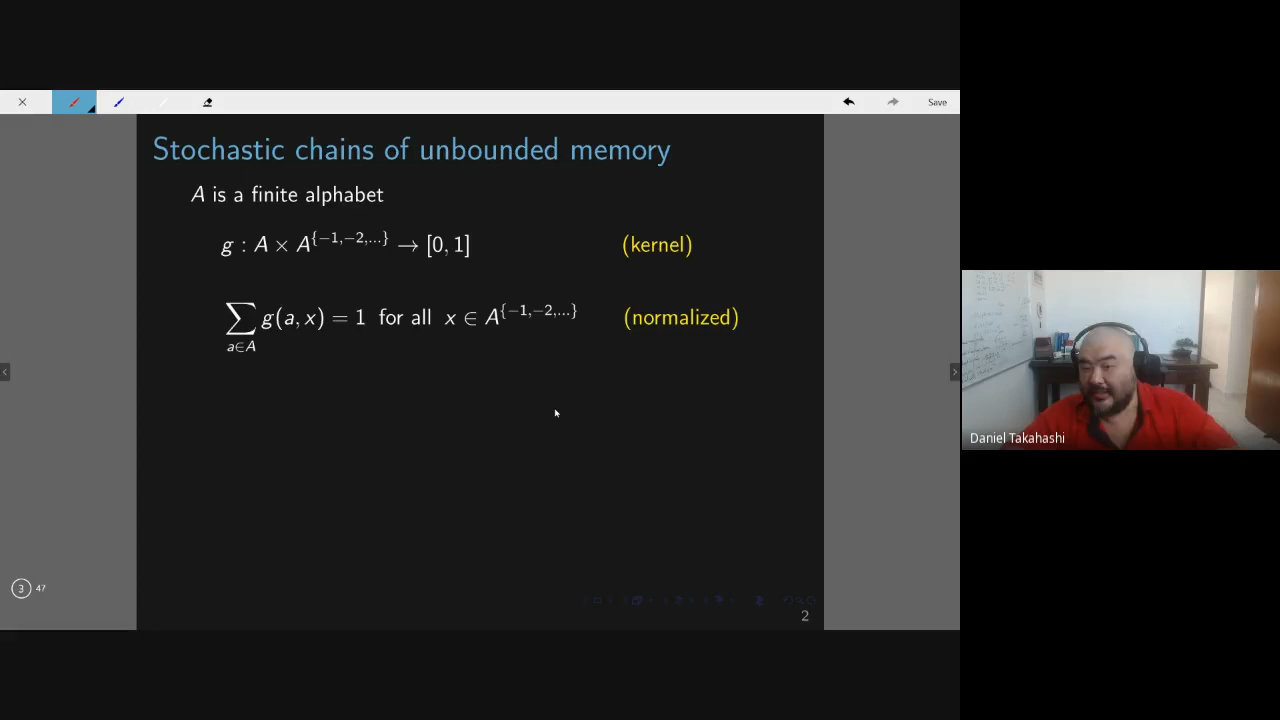 Save
Stochastic chains of unbounded memory
A is a finite alphabet
g : A × A^{−1,−2,...} → [0, 1] (kernel)
∑ g(a, x) = 1 for all x ∈ A^{−1,−2,...} (normalized)
a∈A
Daniel Takahashi
3 47
2